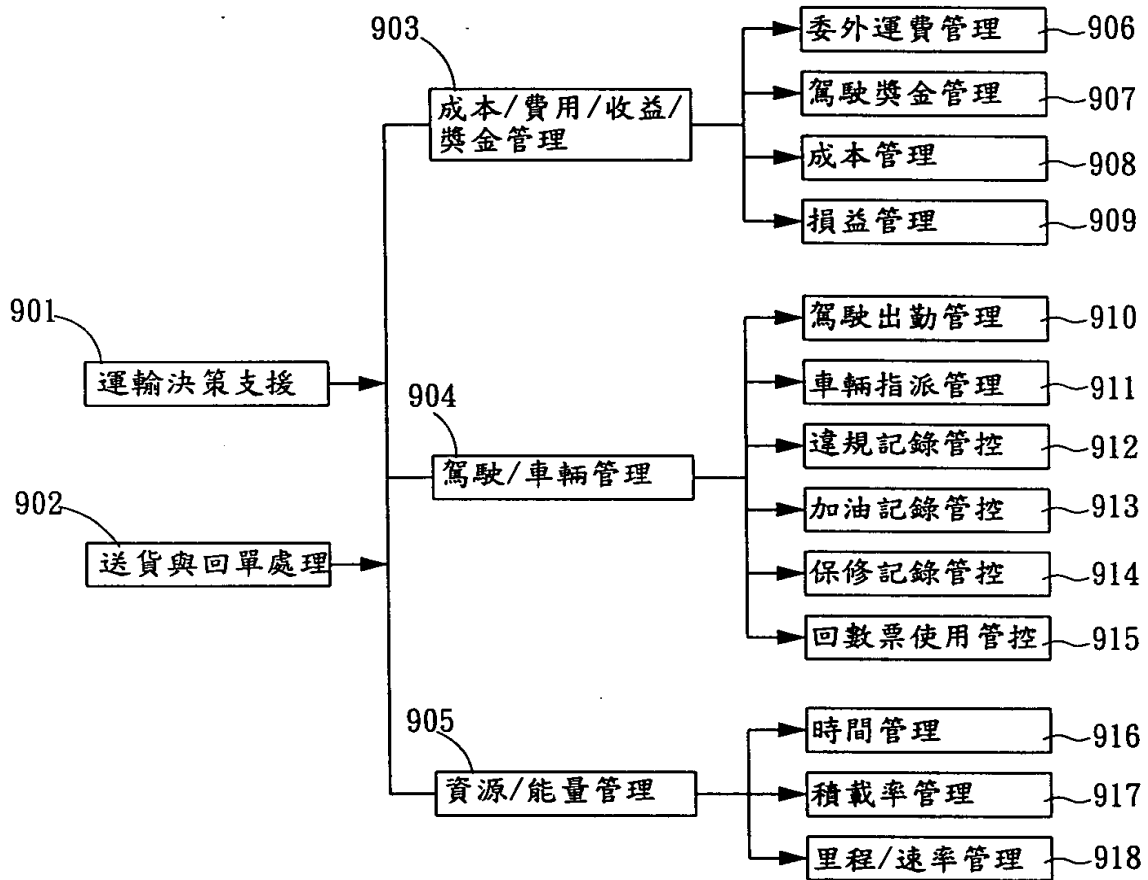 903
成本/費用/收益/
獎金管理
委外運費管理
906
駕駛獎金管理
907
成本管理
908
損益管理
909
901
運輸決策支援
902
送貨與回單處理
904
駕駛/車輛管理
駕駛出勤管理
910
車輛指派管理
911
違規記錄管控
912
加油記錄管控
913
保修記錄管控
914
回數票使用管控
915
905
資源/能量管理
時間管理
916
積載率管理
917
里程/速率管理
918